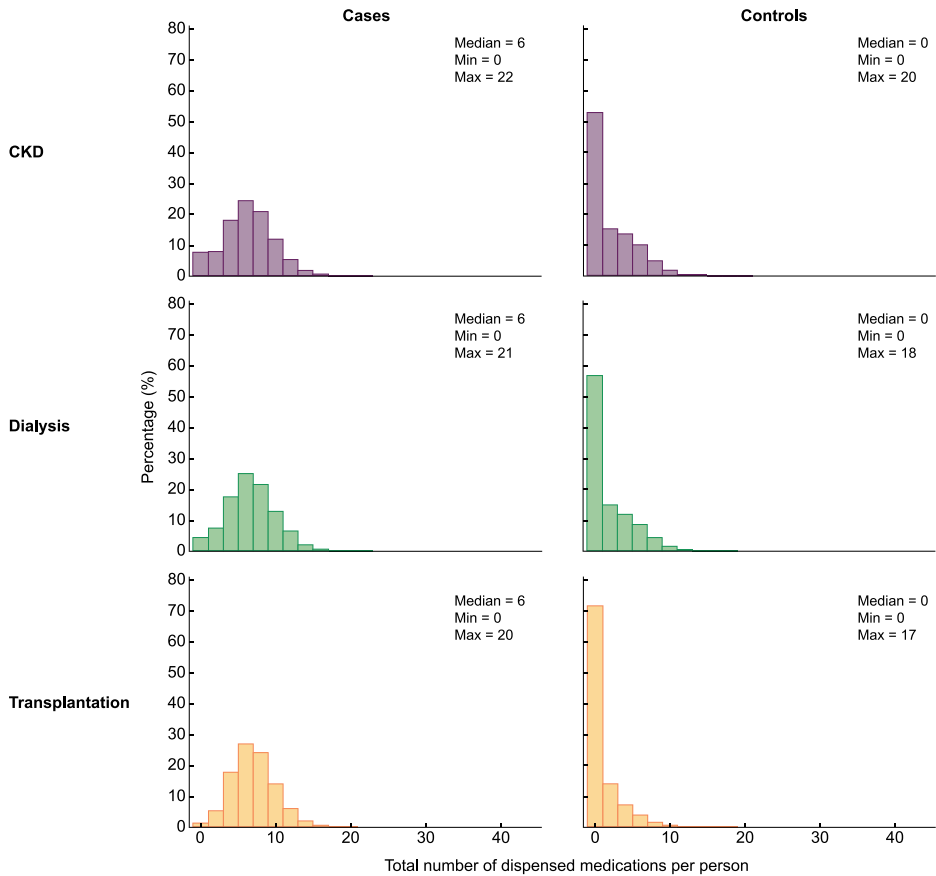 Cases
Controls
80
70
60
50
40
30
20
10
0
Median = 6
Min = 0
Max = 22
Median = 0
Min = 0
Max = 20
CKD
80
70
60
50
40
30
20
10
0
Median = 6
Min = 0
Max = 21
Median = 0
Min = 0
Max = 18
Dialysis
Percentage (%)
80
70
60
50
40
30
20
10
0
Median = 6
Min = 0
Max = 20
Median = 0
Min = 0
Max = 17
Transplantation
0 10 20 30 40
0 10 20 30 40
Total number of dispensed medications per person